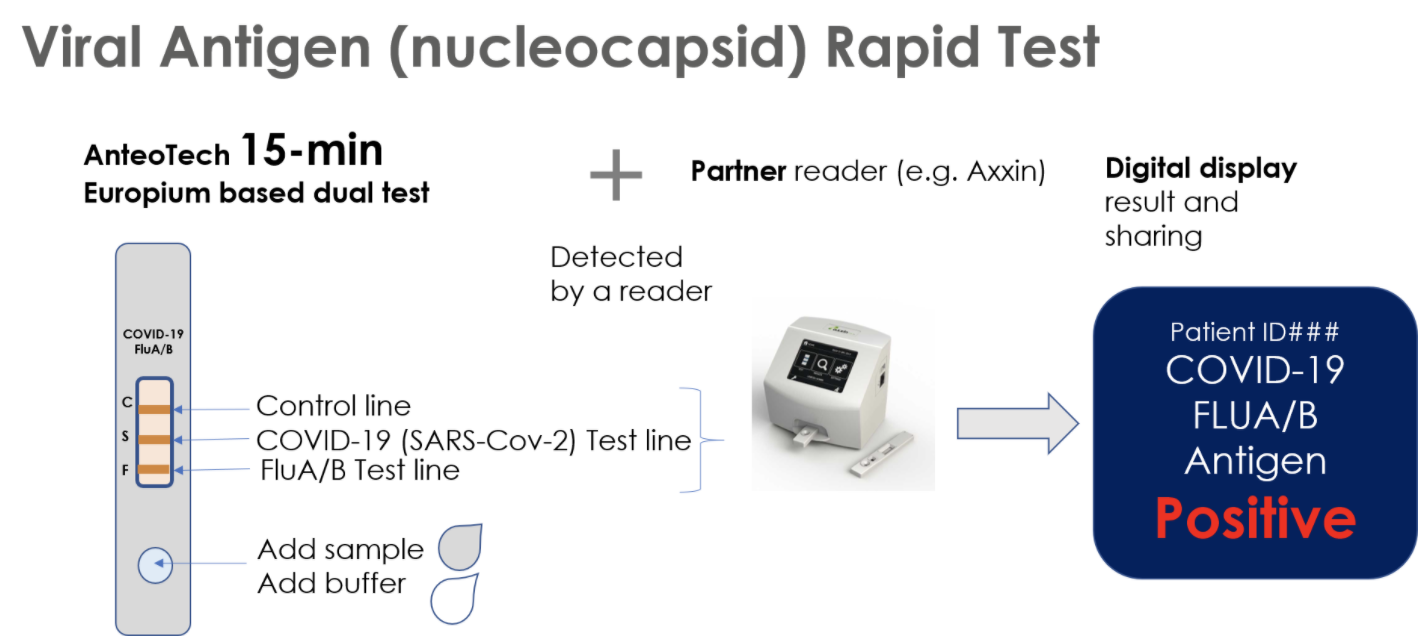 Viral Antigen (nucleocapsid) Rapid Test
AnteoTech 15-min
Europium based dual test
Partner reader (e.g. Axxin)
Detected
by a reader
Digital display
result and
sharing
COVID-19
FluA/B
C
S
F
Control line
COVID-19 (SARS-Cov-2) Test line
FluA/B Test line
Add sample
Add buffer
Patient ID###
COVID-19
FLUA/B
Antigen
Positive